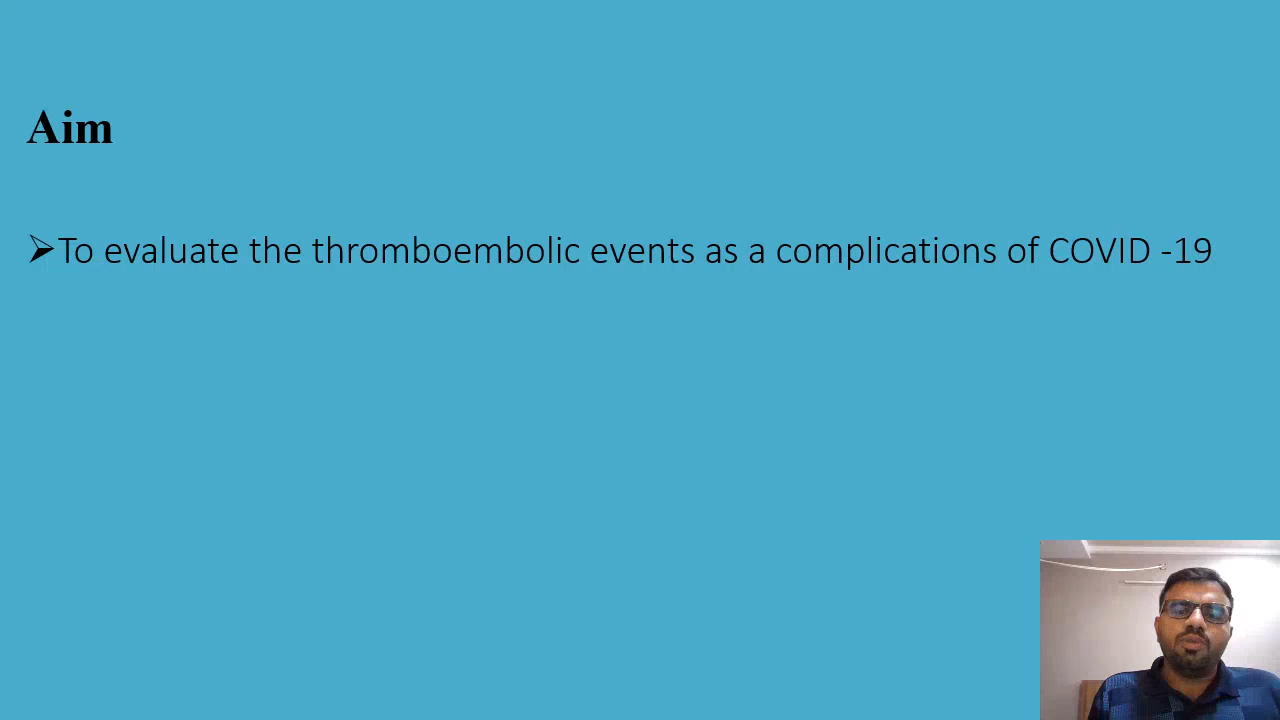 Aim
➢To evaluate the thromboembolic events as a complications of COVID -19